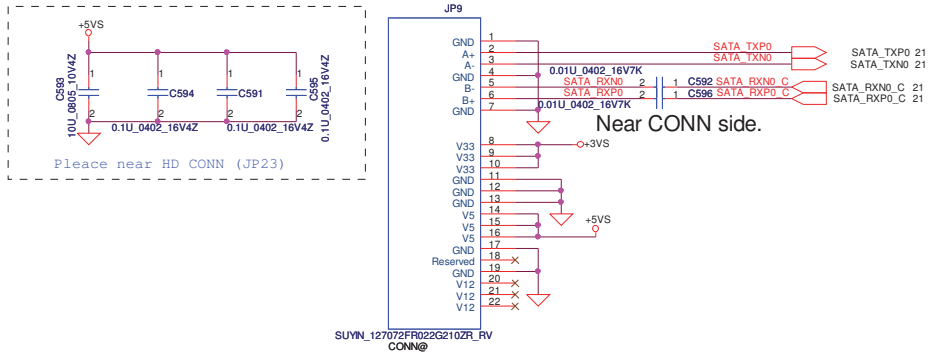 JP9
+5VS
C593
10U_0805_10V4Z
1
2
C594
0.1U_0402_16V4Z
1
2
C591
0.1U_0402_16V4Z
1
2
C595
0.1U_0402_16V4Z
1
2
Pleace near HD CONN (JP23)
GND 1
A+ 2 SATA_TXP0 SATA_TXP0 21
A- 3 SATA_TXN0 SATA_TXN0 21
GND 4 0.01U_0402_16V7K
B- 5 SATA_RXN0 2 1 C592 SATA_RXN0_C SATA_RXN0_C 21
B+ 6 SATA_RXP0 2 1 C596 SATA_RXP0_C SATA_RXP0_C 21
GND 7 0.01U_0402_16V7K
Near CONN side.
V33 8 +3VS
V33 9
V33 10
GND 11
GND 12
GND 13
V5 14
V5 15 +5VS
V5 16
GND 17
Reserved 18
GND 19
V12 20
V12 21
V12 22
SUYIN_127072FR022G210ZR_RV
CONN@